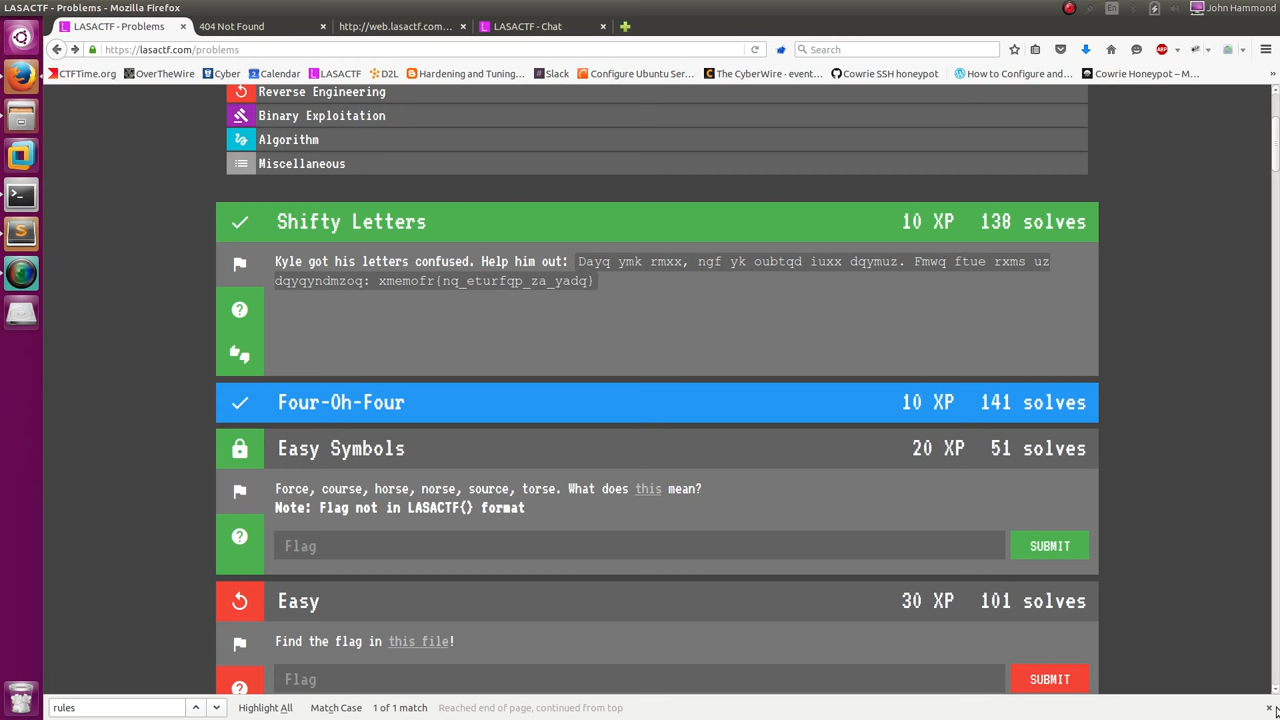 LASACTF - Problems - Mozilla Firefox
En
John Hammond
LASACTF - Problems
404 Not Found
http://web.lasactf.com...
LASACTF - Chat
https://lasactf.com/problems
Search
ABP
CTFTime.org
OverTheWire
Cyber
Calendar
LASACTF
D2L
Hardening and Tuning...
Slack
Configure Ubuntu Ser...
The CyberWire - event...
Cowrie SSH honeypot
How to Configure and...
Cowrie Honeypot – M...
Reverse Engineering
Binary Exploitation
Algorithm
Miscellaneous
Shifty Letters 10 XP 138 solves
Kyle got his letters confused. Help him out: Dayq ymk rmxx, ngf yk oubtqd iuxx dqymuz. Fmwq ftue rxms uz
dqyqyndmzoq: xmemofr{nq_eturfqp_za_yadq}
Four-Oh-Four 10 XP 141 solves
Easy Symbols 20 XP 51 solves
Force, course, horse, norse, source, torse. What does this mean?
Note: Flag not in LASACTF{} format
Flag
SUBMIT
Easy 30 XP 101 solves
Find the flag in this file!
Flag
SUBMIT
rules
Highlight All
Match Case
1 of 1 match
Reached end of page, continued from top